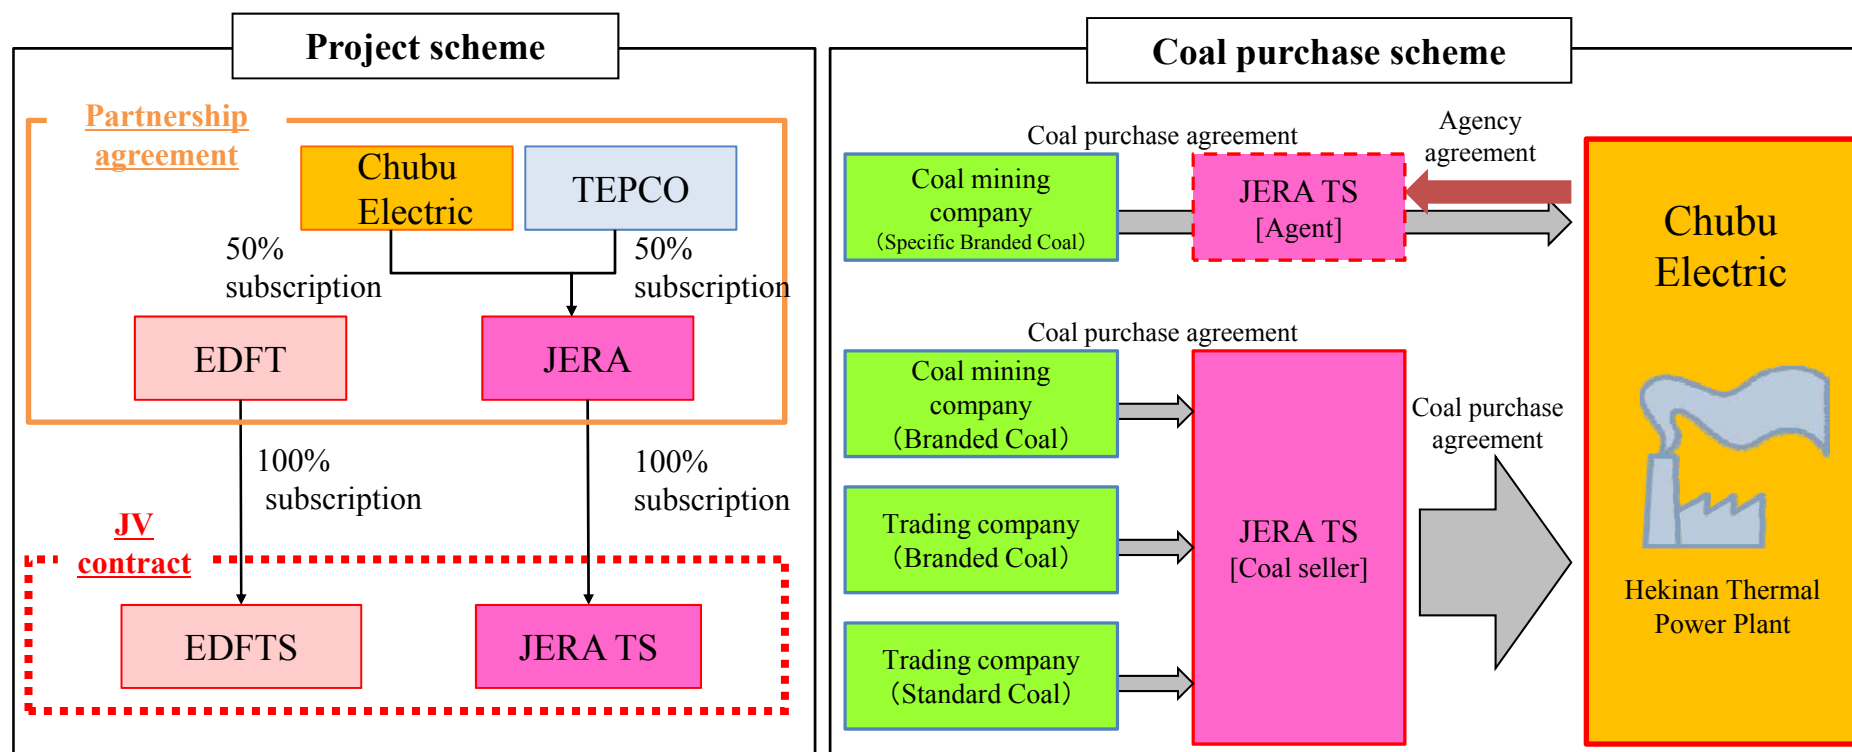 Project scheme
Partnership
agreement
Chubu
Electric
TEPCO
50%
subscription
50%
subscription
EDFT
JERA
100%
subscription
100%
subscription
JV
contract
EDFTS
JERA TS
Coal purchase scheme
Coal purchase agreement
Agency
agreement
Coal mining
company
（Specific Branded Coal）
JERA TS
[Agent]
Chubu
Electric
Coal purchase agreement
Coal mining
company
（Branded Coal）
Coal purchase
agreement
Trading company
（Branded Coal）
JERA TS
[Coal seller]
Hekinan Thermal
Power Plant
Trading company
（Standard Coal）